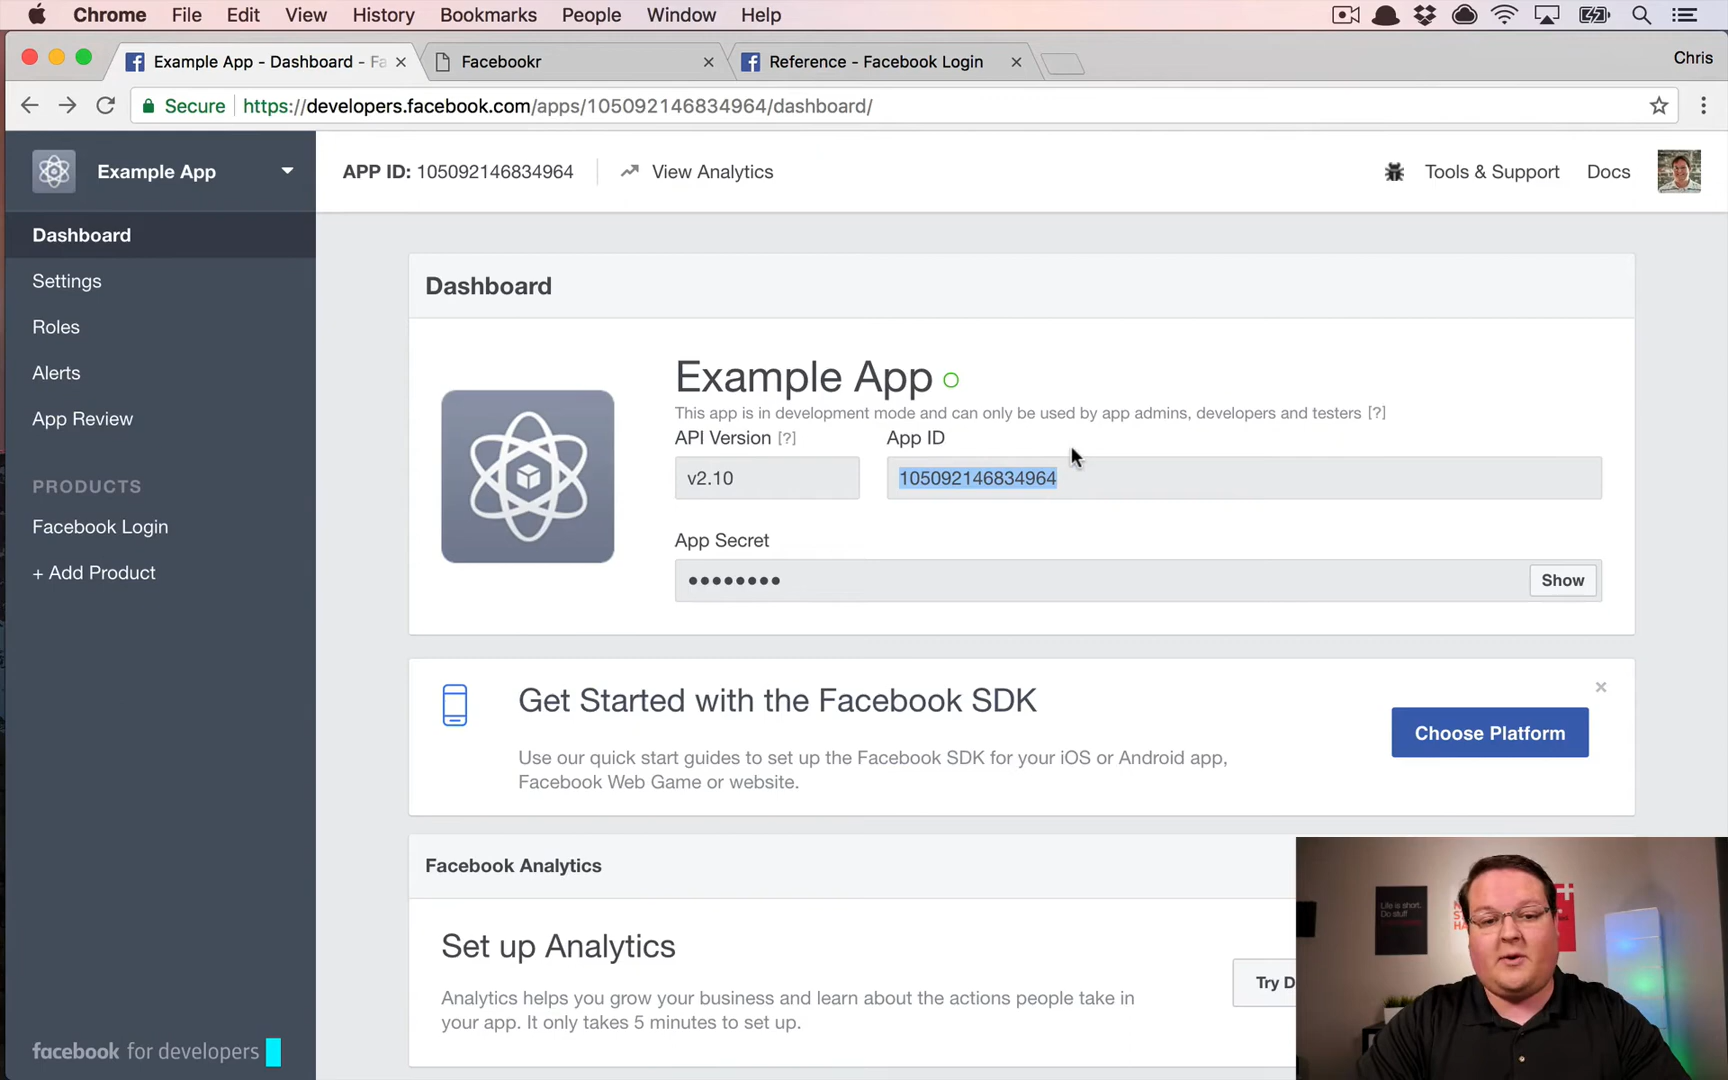 Chrome File Edit View History Bookmarks People Window Help
Example App - Dashboard - Fa
Facebookr
Reference - Facebook Login
Chris
Secure https://developers.facebook.com/apps/105092146834964/dashboard/
Example App
APP ID: 105092146834964
View Analytics
Tools & Support
Docs
Dashboard
Settings
Roles
Alerts
App Review
PRODUCTS
Facebook Login
+ Add Product
facebook for developers
Dashboard
Example App
This app is in development mode and can only be used by app admins, developers and testers [?]
API Version [?]
App ID
v2.10
105092146834964
App Secret
••••••••
Show
Get Started with the Facebook SDK
Use our quick start guides to set up the Facebook SDK for your iOS or Android app,
Facebook Web Game or website.
Choose Platform
Facebook Analytics
Set up Analytics
Analytics helps you grow your business and learn about the actions people take in
your app. It only takes 5 minutes to set up.
Try D
Life is short.
Do stuff